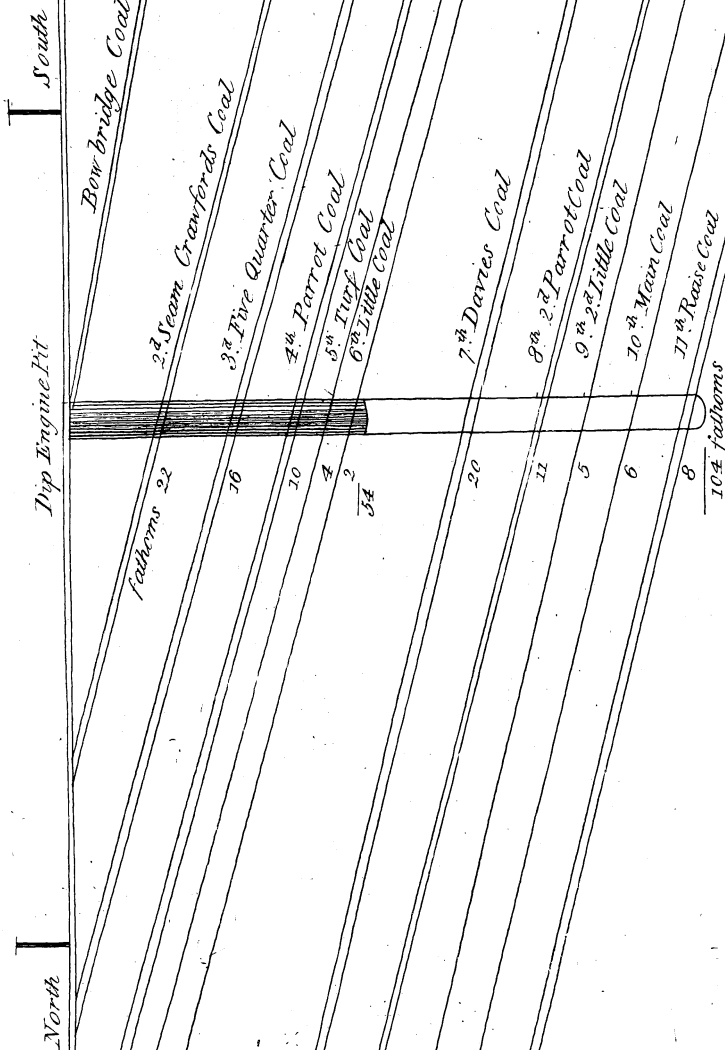 South
Dip Engine Pit
North
Bowbridge Coal
2.d Seam Crawfords Coal
3.d Five Quarter Coal
4.th Parrot Coal
5.th Turf Coal
6.th Little Coal
7.th Davies Coal
8.th 2.d Parrot Coal
9.th 2.d Little Coal
10.th Main Coal
11.th Raise Coal
fathoms 22
16
10
4
2
54
20
11
5
6
8
104 fathoms